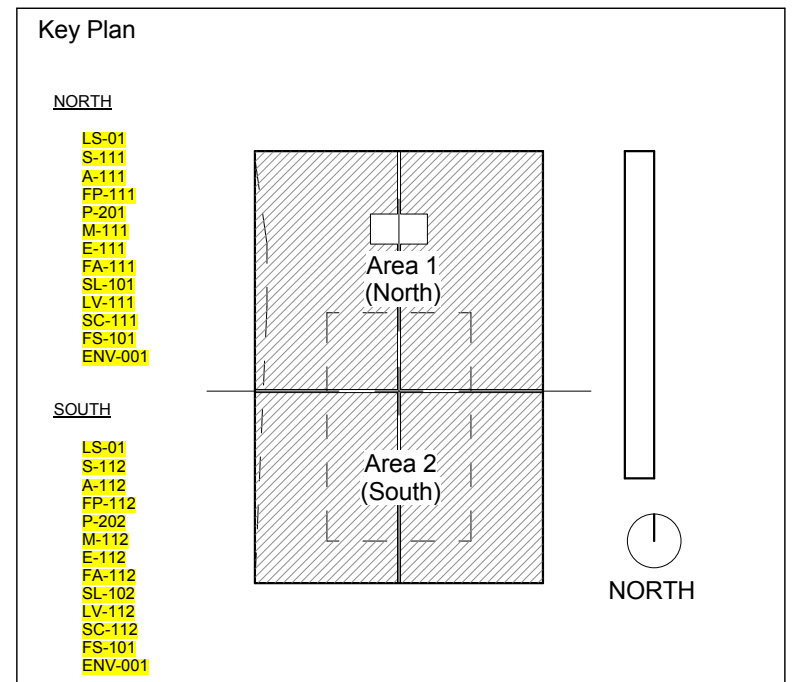 Key Plan
NORTH
LS-01
S-111
A-111
FP-111
P-201
M-111
E-111
FA-111
SL-101
LV-111
SC-111
FS-101
ENV-001
SOUTH
LS-01
S-112
A-112
FP-112
P-202
M-112
E-112
FA-112
SL-102
LV-112
SC-112
FS-101
ENV-001
Area 1
(North)
Area 2
(South)
NORTH